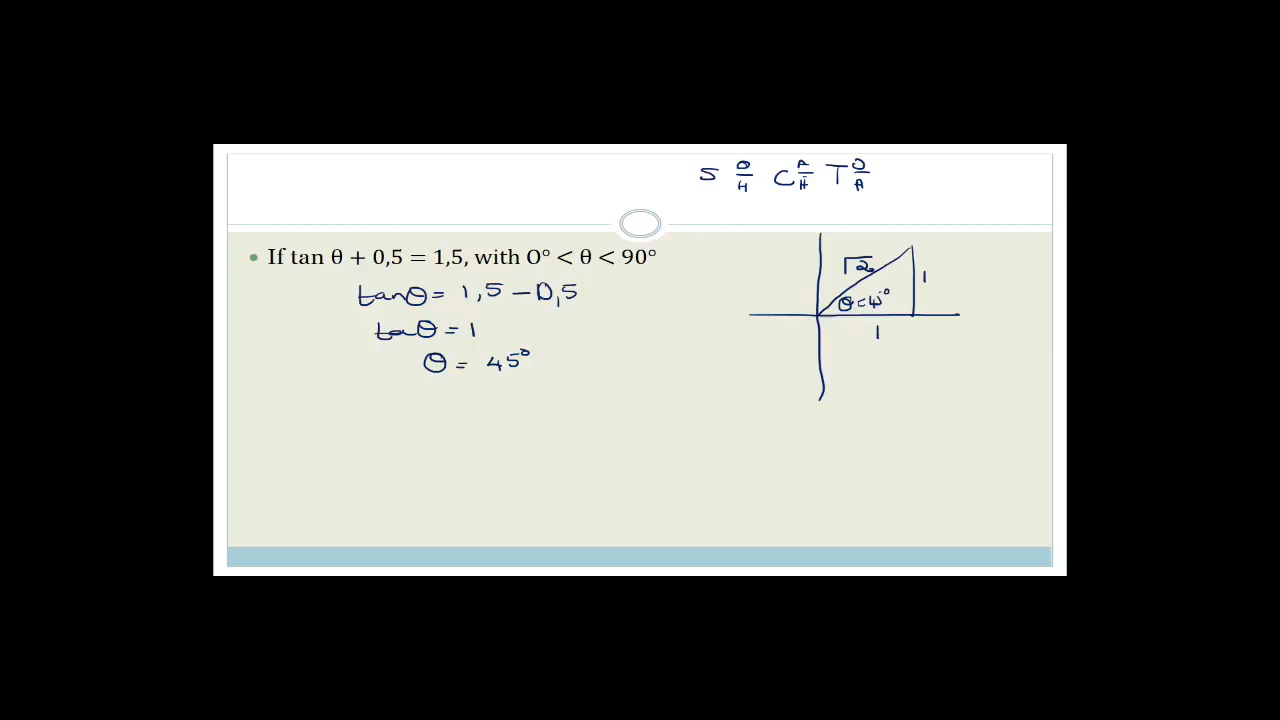 S O/H C A/H T O/A
• If tan θ + 0,5 = 1,5, with 0° < θ < 90°
tanθ = 1,5 – 0,5
tanθ = 1
θ = 45°
√2
1
θ = 45°
1